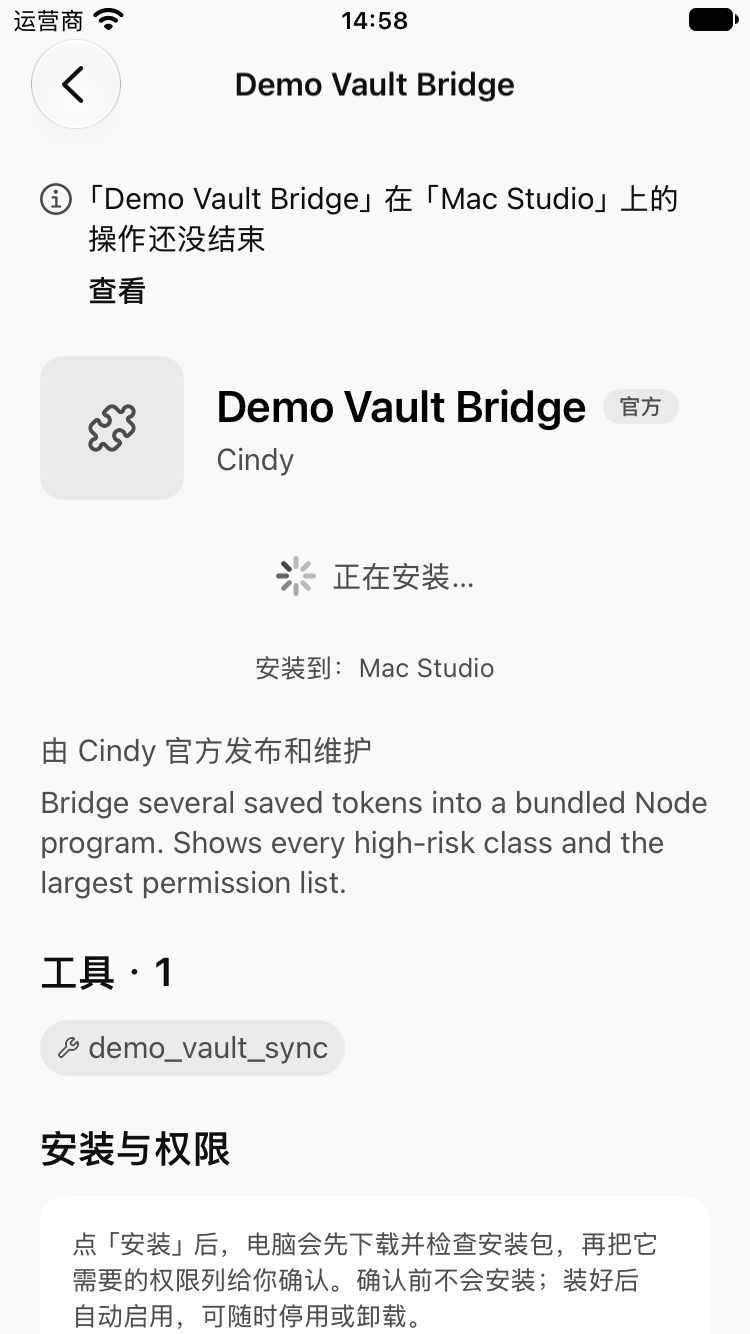 运营商
14:58
Demo Vault Bridge
「Demo Vault Bridge」在「Mac Studio」上的
操作还没结束
查看
Demo Vault Bridge 官方
Cindy
正在安装...
安装到：Mac Studio
由 Cindy 官方发布和维护
Bridge several saved tokens into a bundled Node
program. Shows every high-risk class and the
largest permission list.
工具 · 1
demo_vault_sync
安装与权限
点「安装」后，电脑会先下载并检查安装包，再把它
需要的权限列给你确认。确认前不会安装；装好后
自动启用，可随时停用或卸载。